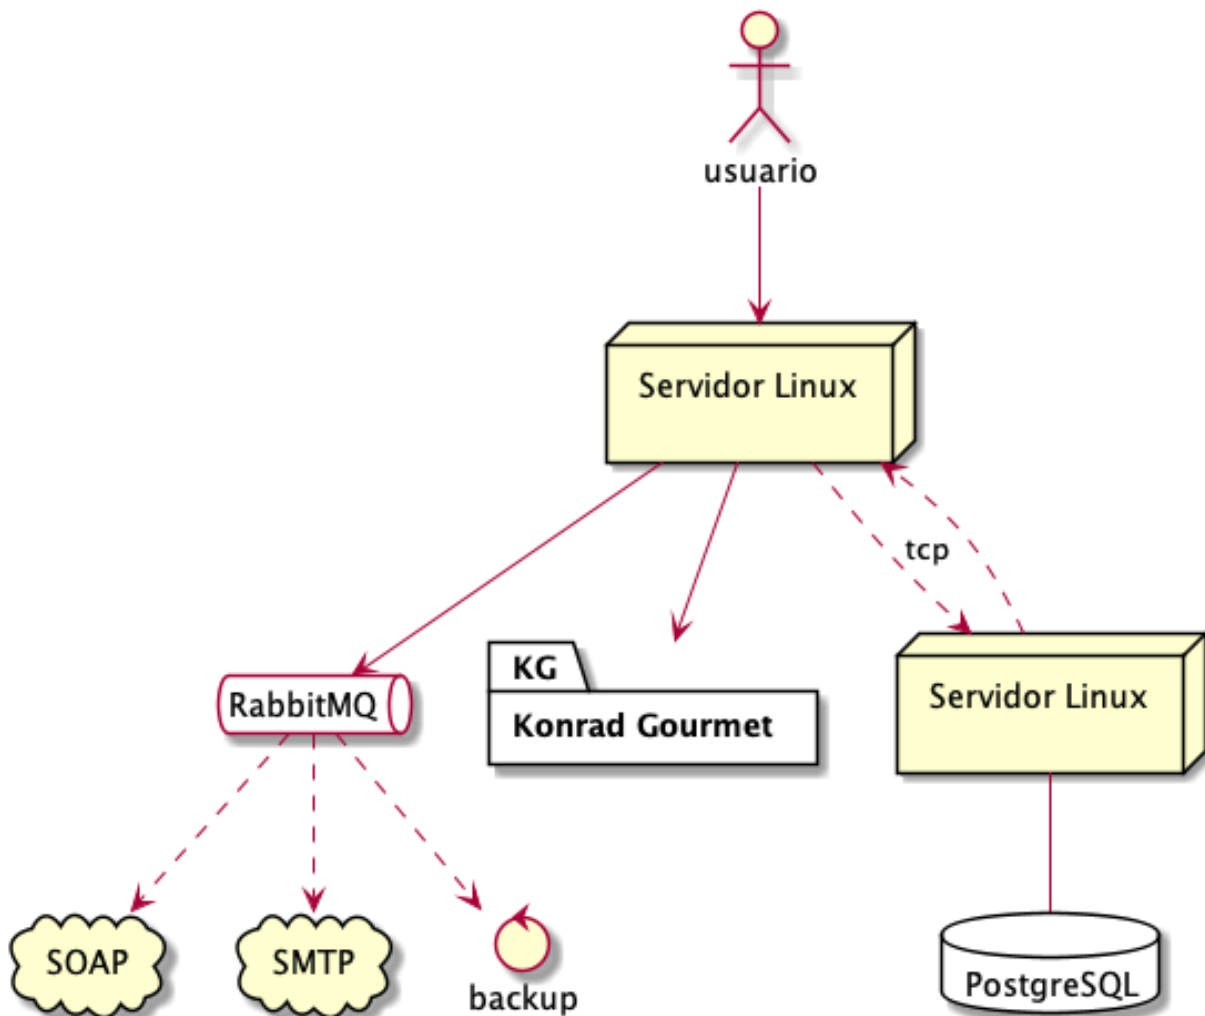 usuario
Servidor Linux
tcp
RabbitMQ
KG
Konrad Gourmet
Servidor Linux
SOAP
SMTP
backup
PostgreSQL